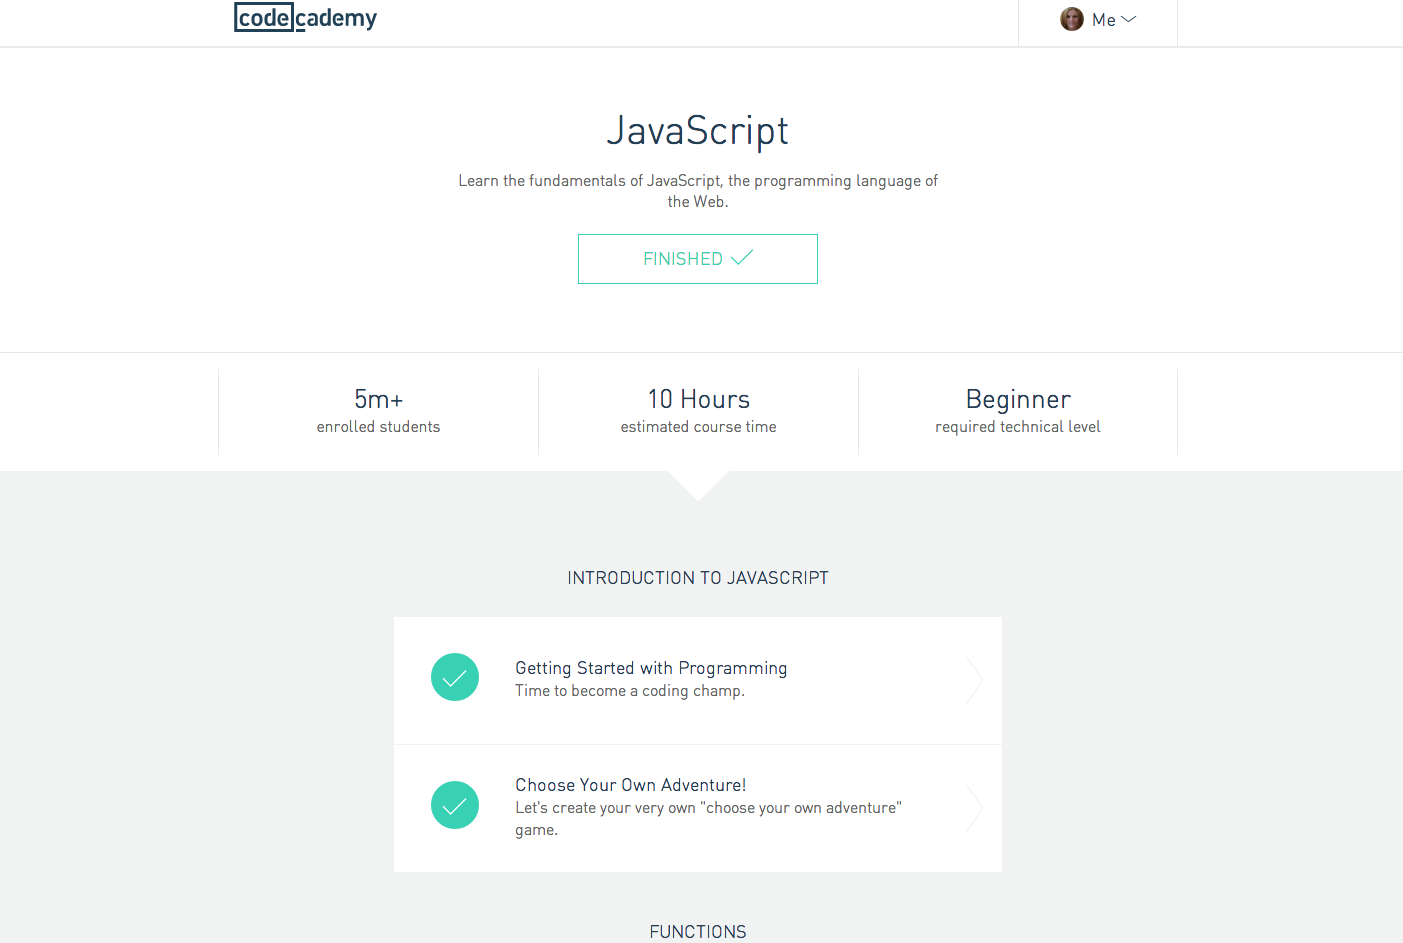 codecademy
Me
JavaScript
Learn the fundamentals of JavaScript, the programming language of
the Web.
FINISHED
5m+
enrolled students
10 Hours
estimated course time
Beginner
required technical level
INTRODUCTION TO JAVASCRIPT
Getting Started with Programming
Time to become a coding champ.
Choose Your Own Adventure!
Let's create your very own "choose your own adventure"
game.
FUNCTIONS